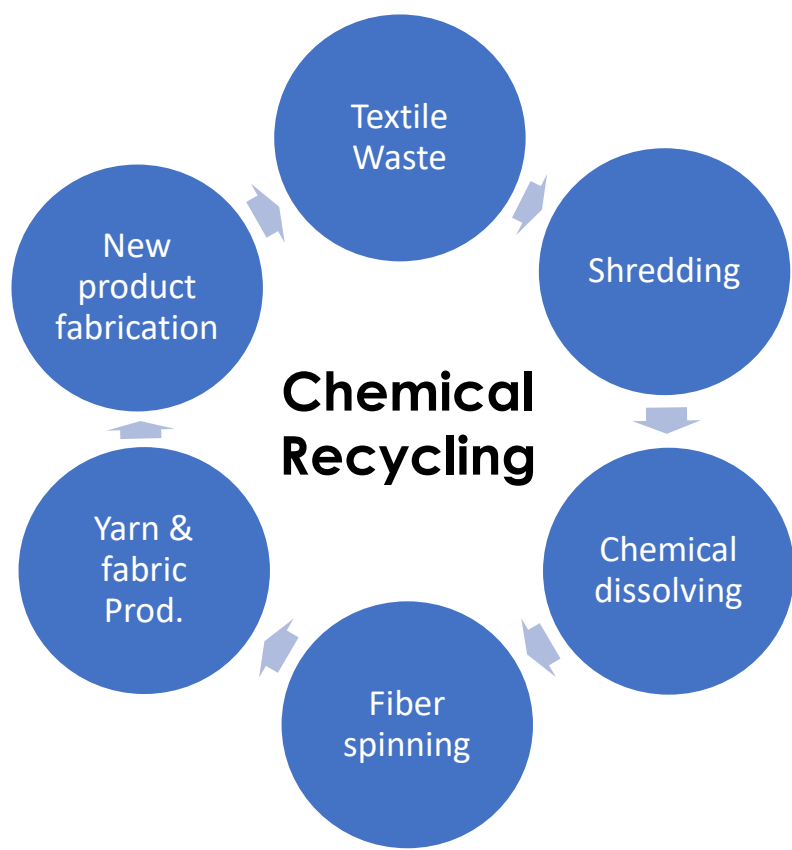 Textile
Waste
Shredding
Chemical
dissolving
Fiber
spinning
Yarn &
fabric
Prod.
New
product
fabrication
Chemical
Recycling